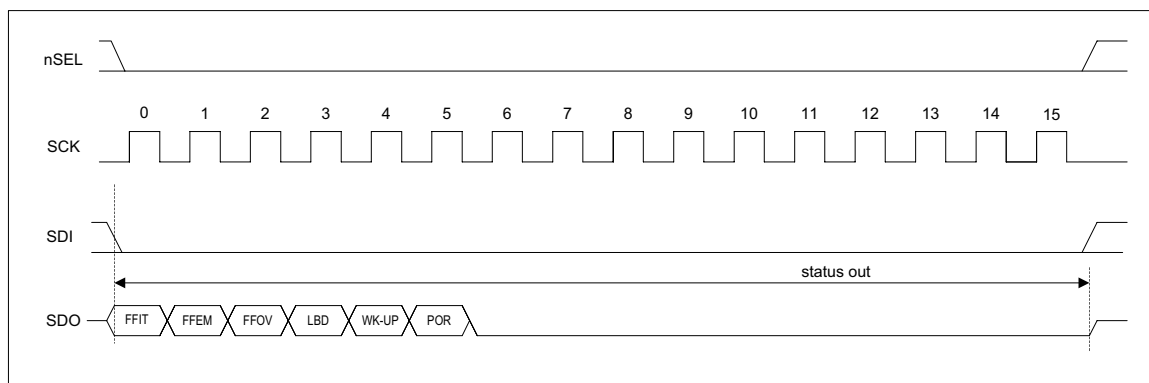 nSEL
0 1 2 3 4 5 6 7 8 9 10 11 12 13 14 15
SCK
SDI
status out
SDO FFIT FFEM FFOV LBD WK-UP POR